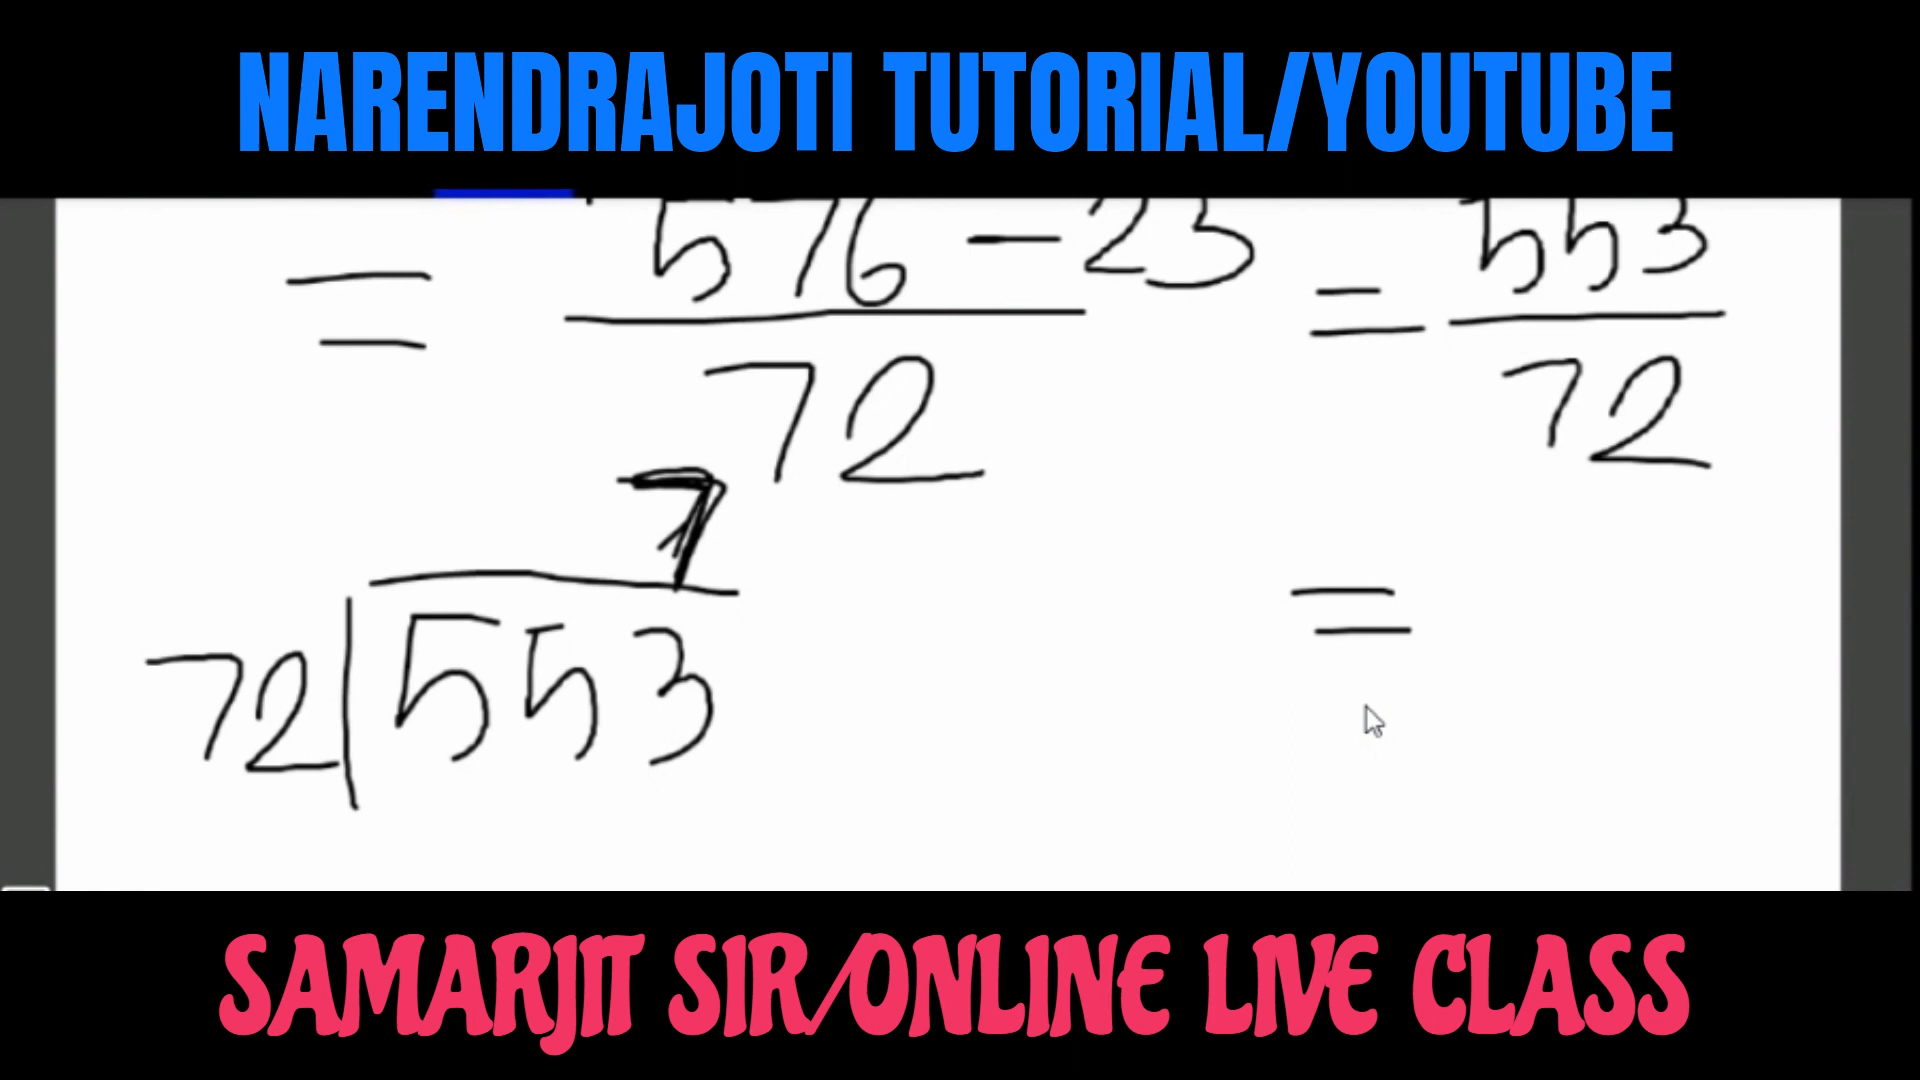 NARENDRAJOTI TUTORIAL/YOUTUBE
= 576 - 23 = 553
72 72
7 =
72 553
SAMARJIT SIR/ONLINE LIVE CLASS